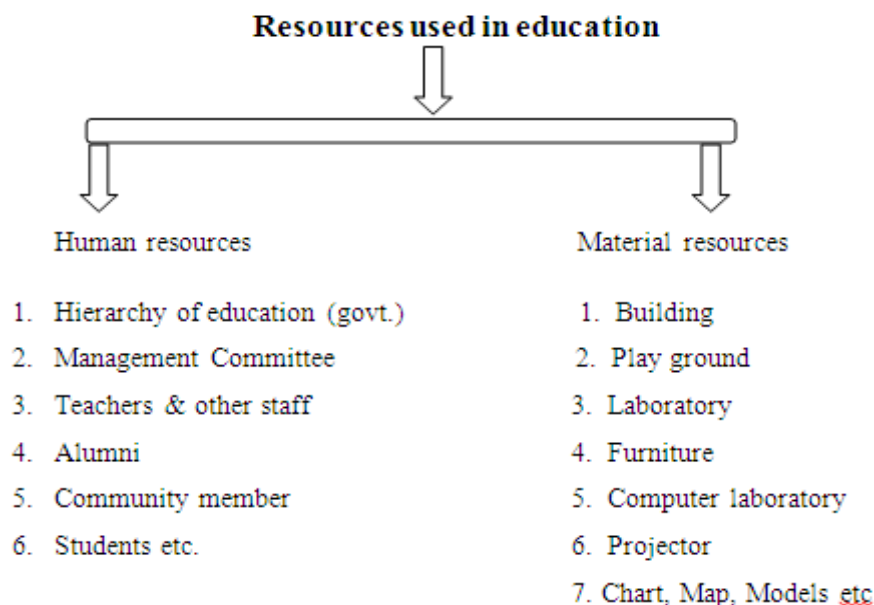 Resources used in education
Human resources
1. Hierarchy of education (govt.)
2. Management Committee
3. Teachers & other staff
4. Alumni
5. Community member
6. Students etc.
Material resources
1. Building
2. Play ground
3. Laboratory
4. Furniture
5. Computer laboratory
6. Projector
7. Chart, Map, Models etc